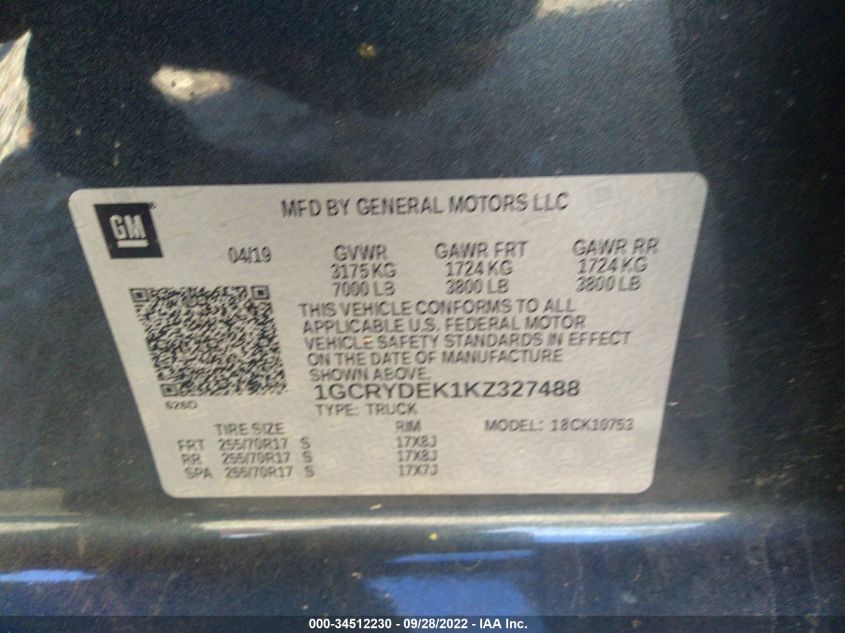 GM
MFD BY GENERAL MOTORS LLC
04/19 GVWR GAWR FRT GAWR RR
3175 KG 1724 KG 1724 KG
7000 LB 3800 LB 3800 LB
THIS VEHICLE CONFORMS TO ALL
APPLICABLE U.S. FEDERAL MOTOR
VEHICLE SAFETY STANDARDS IN EFFECT
ON THE DATE OF MANUFACTURE
SHOWN ABOVE.
1GCRYDEK1KZ327488
TYPE: TRUCK
TIRE SIZE RIM MODEL: 18CK10753
FRT 255/70R17 S 17X8J
RR 255/70R17 S 17X8J
SPA 255/70R17 S 17X7J
000-34512230 - 09/28/2022 - IAA Inc.